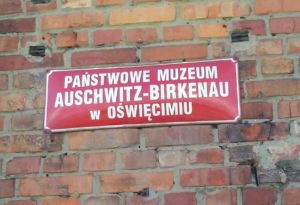 PAŃSTWOWE MUZEUM
AUSCHWITZ-BIRKENAU
W OŚWIĘCIMIU